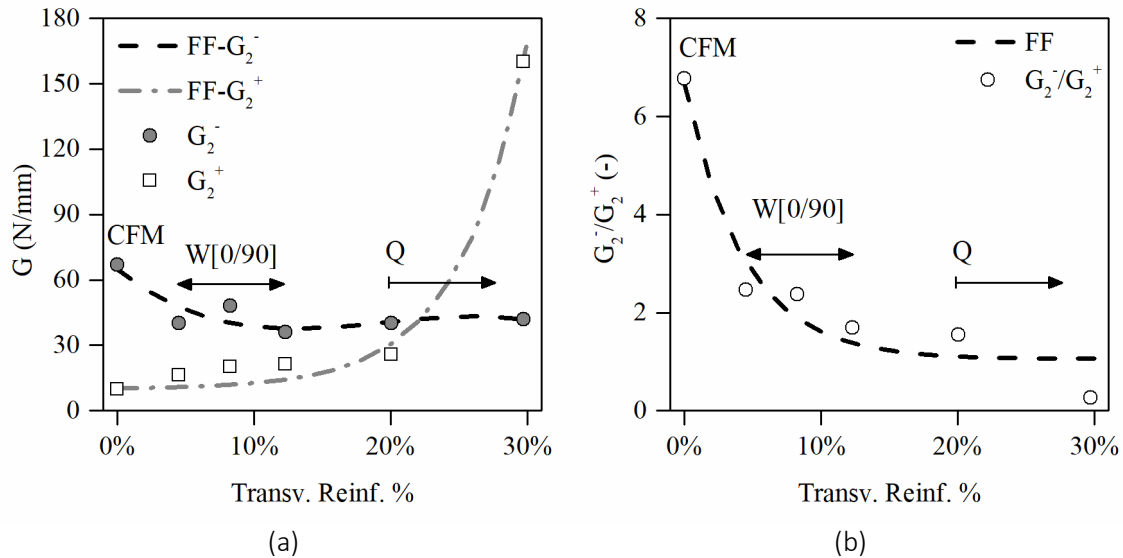 180
150
120
90
60
30
0
G (N/mm)
FF-G₂⁻
FF-G₂⁺
G₂⁻
G₂⁺
CFM
W[0/90]
Q
0%
10%
20%
30%
Transv. Reinf. %
(a)
8
6
4
2
0
G₂⁻/G₂⁺ (-)
CFM
FF
G₂⁻/G₂⁺
W[0/90]
Q
0%
10%
20%
30%
Transv. Reinf. %
(b)